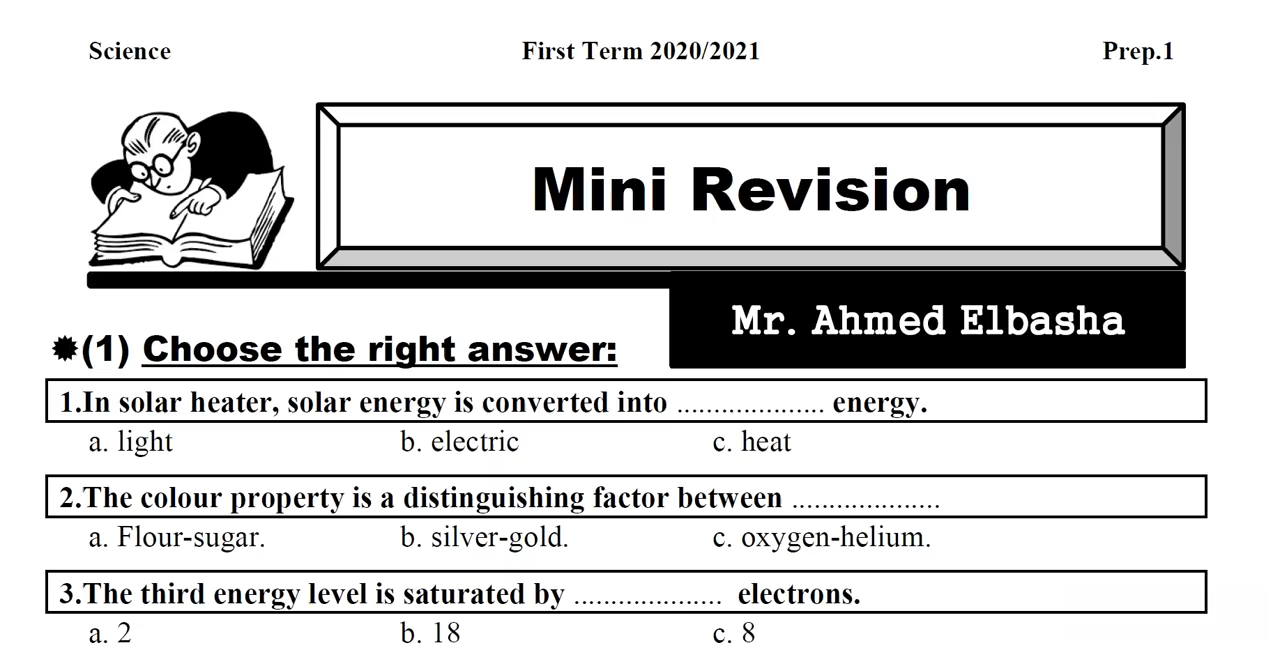 Science First Term 2020/2021 Prep.1
Mini Revision
Mr. Ahmed Elbasha
(1) Choose the right answer:
1.In solar heater, solar energy is converted into .................... energy.
a. light b. electric c. heat
2.The colour property is a distinguishing factor between ....................
a. Flour-sugar. b. silver-gold. c. oxygen-helium.
3.The third energy level is saturated by .................... electrons.
a. 2 b. 18 c. 8